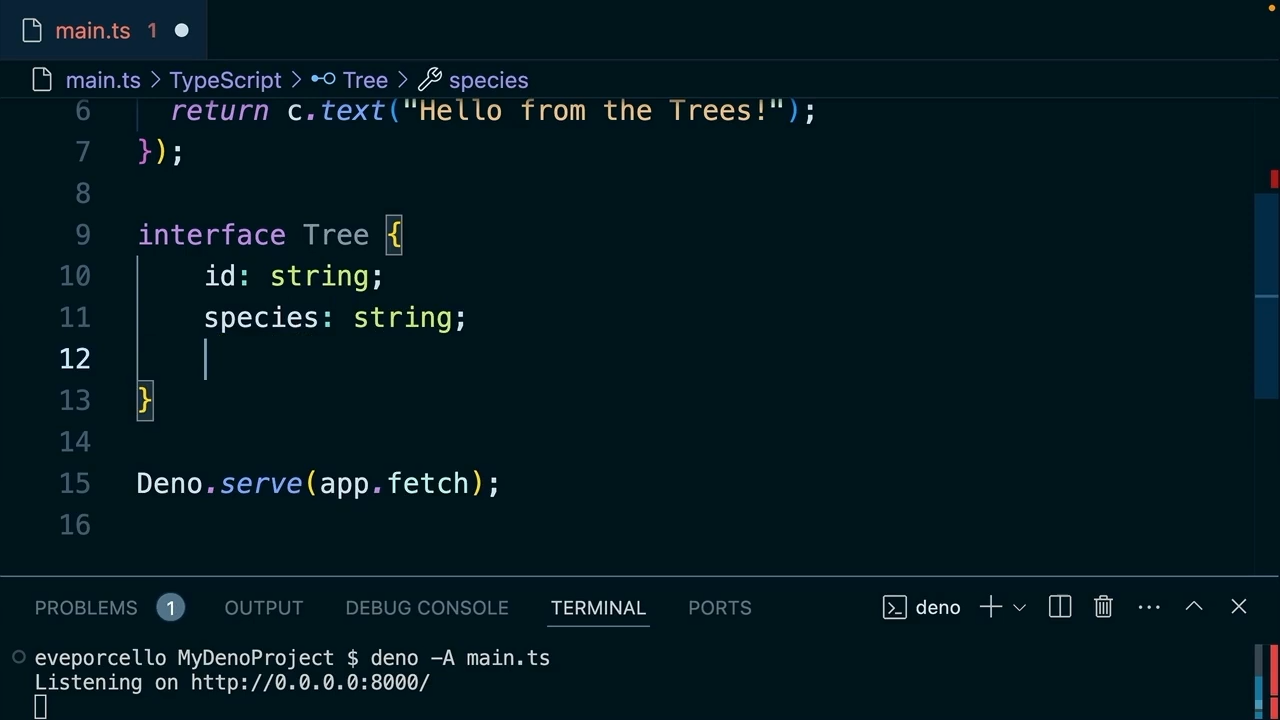 main.ts 1
main.ts > TypeScript > Tree > species
6 return c.text("Hello from the Trees!");
7 });
8
9 interface Tree {
10 id: string;
11 species: string;
12
13 }
14
15 Deno.serve(app.fetch);
16
PROBLEMS 1 OUTPUT DEBUG CONSOLE TERMINAL PORTS deno
eveporcello MyDenoProject $ deno -A main.ts
Listening on http://0.0.0.0:8000/